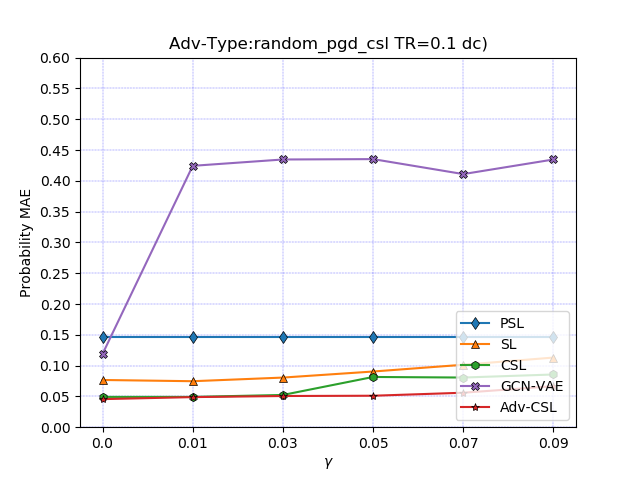 Adv-Type:random_pgd_csl TR=0.1 dc)
0.60
0.55
0.50
0.45
0.40
0.35
0.30
0.25
0.20
0.15
0.10
0.05
0.00
Probability MAE
PSL
SL
CSL
GCN-VAE
Adv-CSL
0.0 0.01 0.03 0.05 0.07 0.09
γ